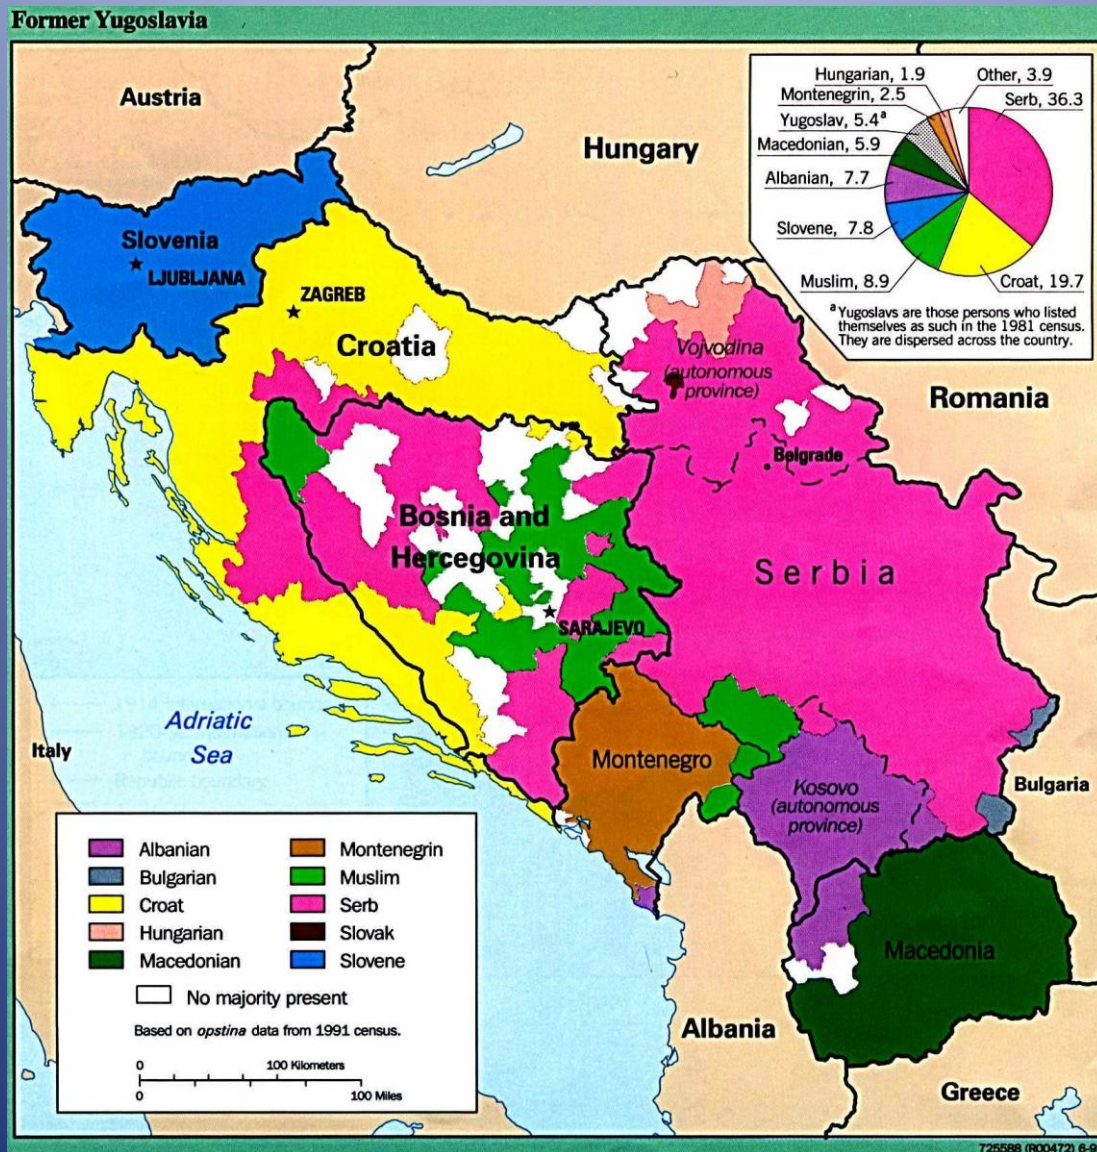 Former Yugoslavia
Austria
Hungary
Slovenia
LJUBLJANA
ZAGREB
Croatia
Vojvodina
(autonomous
province)
Romania
Belgrade
Bosnia and
Hercegovina
SARAJEVO
Serbia
Adriatic
Sea
Italy
Montenegro
Kosovo
(autonomous
province)
Bulgaria
Macedonia
Albania
Greece
Hungarian, 1.9
Other, 3.9
Montenegrin, 2.5
Serb, 36.3
Yugoslav, 5.4ᵃ
Macedonian, 5.9
Albanian, 7.7
Slovene, 7.8
Muslim, 8.9
Croat, 19.7
ᵃ Yugoslavs are those persons who listed
themselves as such in the 1981 census.
They are dispersed across the country.
Albanian
Bulgarian
Croat
Hungarian
Macedonian
Montenegrin
Muslim
Serb
Slovak
Slovene
No majority present
Based on opstina data from 1991 census.
0 100 Kilometers
0 100 Miles
725588 (R00472) 6-9